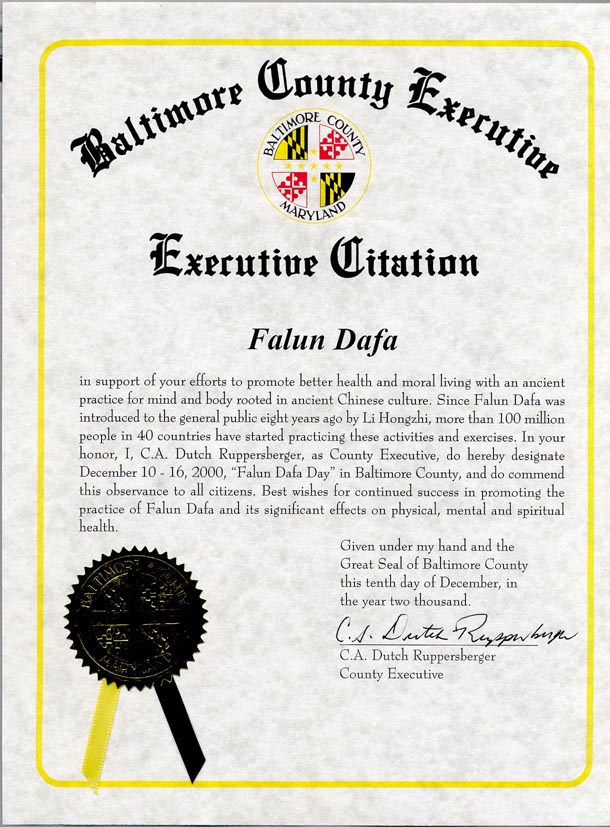 Baltimore County Executive
BALTIMORE COUNTY
MARYLAND
Executive Citation
Falun Dafa
in support of your efforts to promote better health and moral living with an ancient
practice for mind and body rooted in ancient Chinese culture. Since Falun Dafa was
introduced to the general public eight years ago by Li Hongzhi, more than 100 million
people in 40 countries have started practicing these activities and exercises. In your
honor, I, C.A. Dutch Ruppersberger, as County Executive, do hereby designate
December 10 - 16, 2000, “Falun Dafa Day” in Baltimore County, and do commend
this observance to all citizens. Best wishes for continued success in promoting the
practice of Falun Dafa and its significant effects on physical, mental and spiritual
health.
Given under my hand and the
Great Seal of Baltimore County
this tenth day of December, in
the year two thousand.
C.A. Dutch Ruppersberger
C.A. Dutch Ruppersberger
County Executive
BALTIMORE COUNTY
MARYLAND